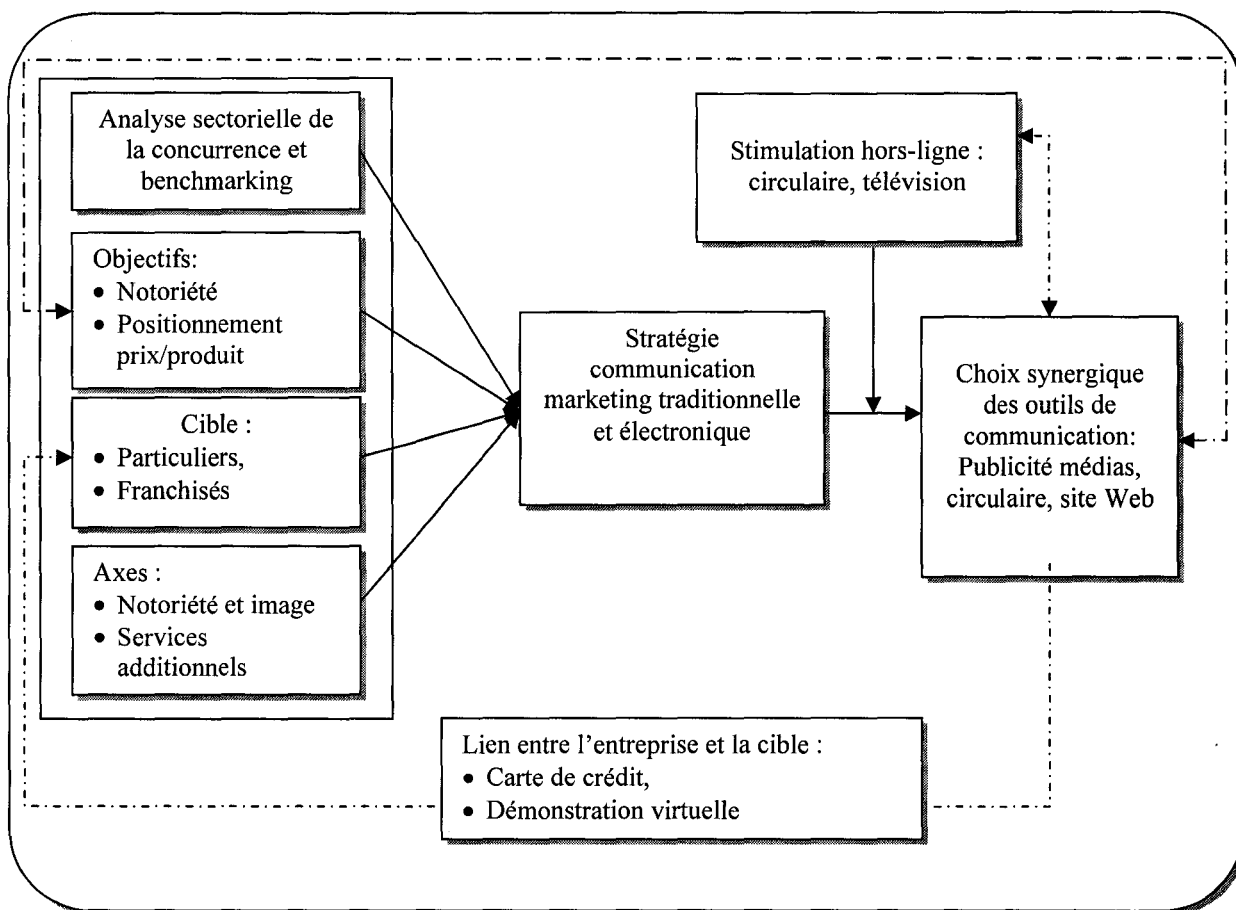 Analyse sectorielle de
la concurrence et
benchmarking
Objectifs:
• Notoriété
• Positionnement
prix/produit
Cible :
• Particuliers,
• Franchisés
Axes :
• Notoriété et image
• Services
additionnels
Stratégie
communication
marketing traditionnelle
et électronique
Stimulation hors-ligne :
circulaire, télévision
Choix synergique
des outils de
communication:
Publicité médias,
circulaire, site Web
Lien entre l'entreprise et la cible :
• Carte de crédit,
• Démonstration virtuelle